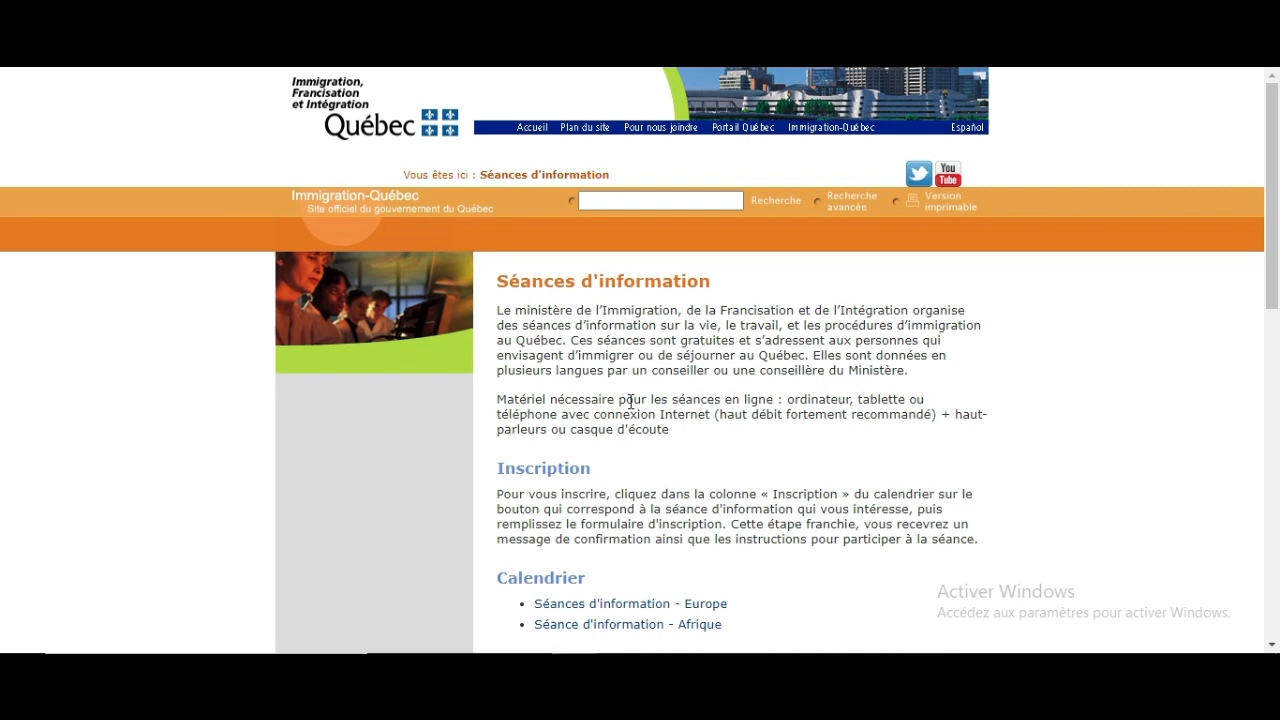 Immigration,
Francisation
et Intégration
Québec
Accueil Plan du site Pour nous joindre Portail Québec Immigration-Québec Español
Vous êtes ici : Séances d'information
You
Tube
Immigration-Québec
Site officiel du gouvernement du Québec
Recherche
Recherche
avancée
Version
imprimable
Séances d'information
Le ministère de l’Immigration, de la Francisation et de l’Intégration organise
des séances d’information sur la vie, le travail, et les procédures d’immigration
au Québec. Ces séances sont gratuites et s’adressent aux personnes qui
envisagent d’immigrer ou de séjourner au Québec. Elles sont données en
plusieurs langues par un conseiller ou une conseillère du Ministère.
Matériel nécessaire pour les séances en ligne : ordinateur, tablette ou
téléphone avec connexion Internet (haut débit fortement recommandé) + haut-
parleurs ou casque d'écoute
Inscription
Pour vous inscrire, cliquez dans la colonne « Inscription » du calendrier sur le
bouton qui correspond à la séance d'information qui vous intéresse, puis
remplissez le formulaire d'inscription. Cette étape franchie, vous recevrez un
message de confirmation ainsi que les instructions pour participer à la séance.
Calendrier
• Séances d'information - Europe
• Séance d'information - Afrique
Activer Windows
Accédez aux paramètres pour activer Windows.